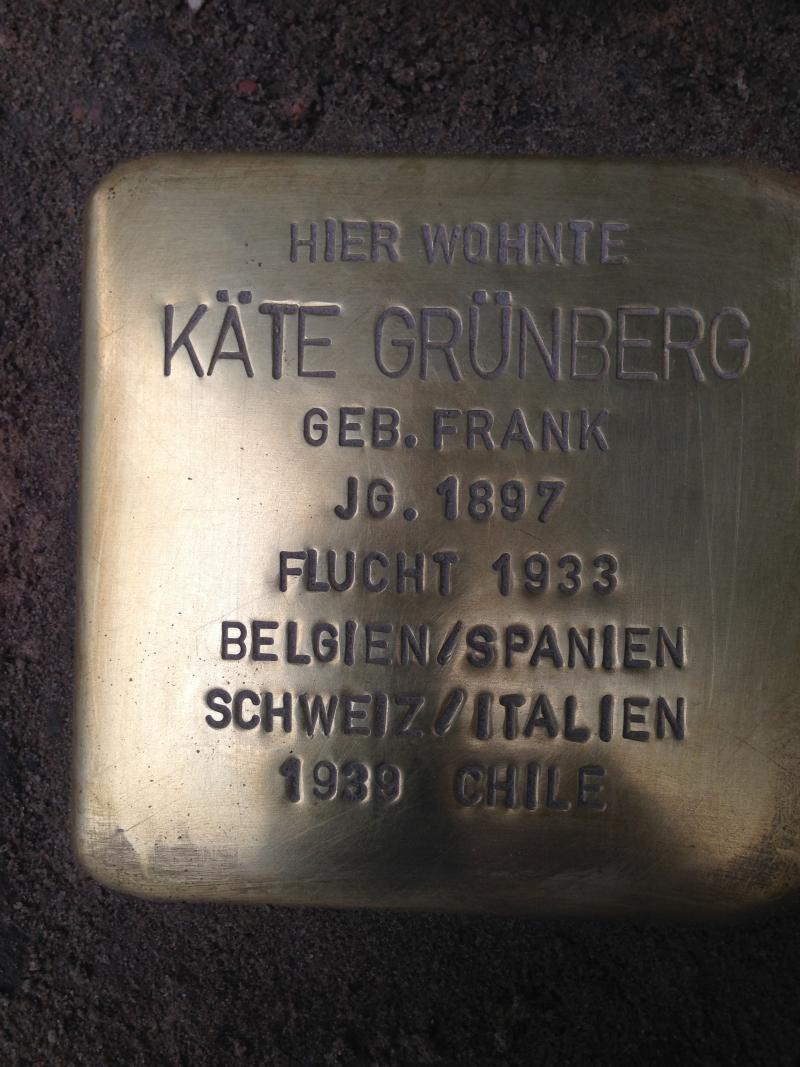 HIER WOHNTE
KÄTE GRÜNBERG
GEB. FRANK
JG. 1897
FLUCHT 1933
BELGIEN/SPANIEN
SCHWEIZ/ITALIEN
1939 CHILE